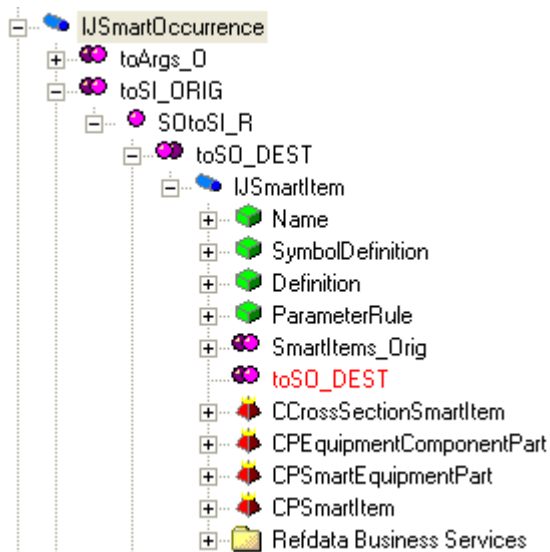 IJSmartOccurrence
toArgs_O
toSI_ORIG
SOtoSI_R
toSO_DEST
IJSmartItem
Name
SymbolDefinition
Definition
ParameterRule
SmartItems_Orig
toSO_DEST
CCrossSectionSmartItem
CPEquipmentComponentPart
CPSmartEquipmentPart
CPSmartItem
Refdata Business Services